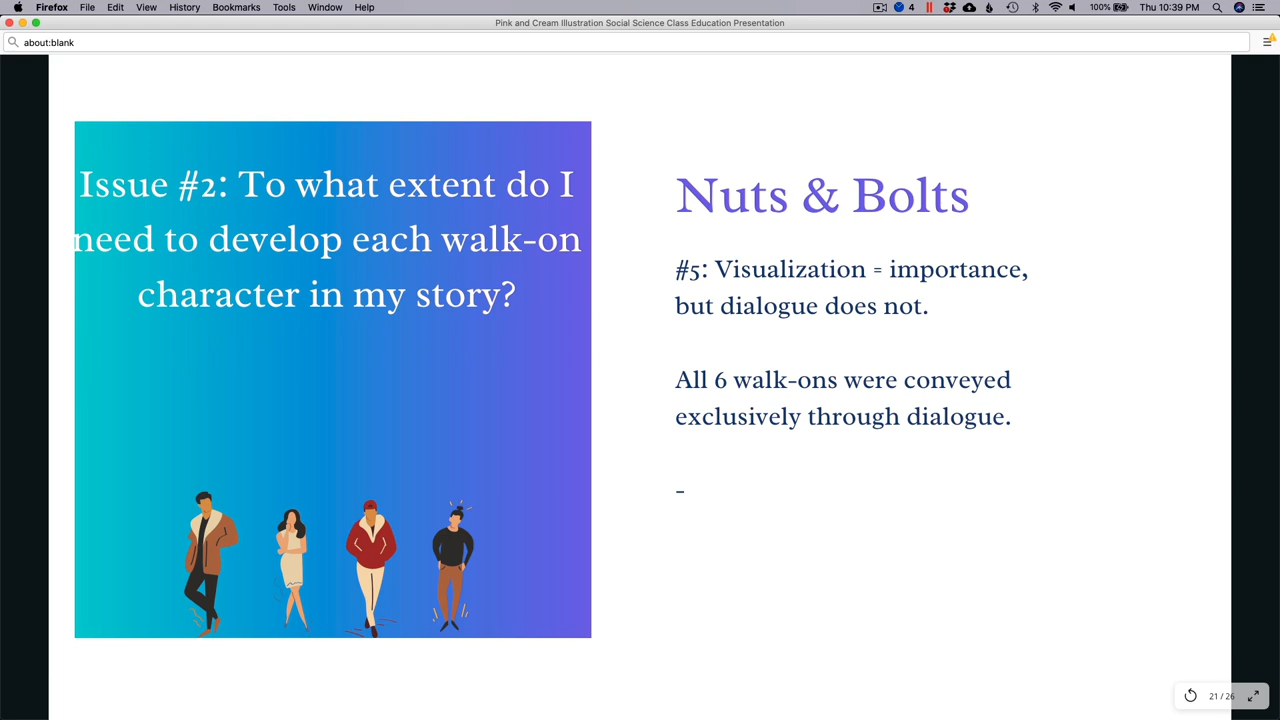 Firefox File Edit View History Bookmarks Tools Window Help 4 100% Thu 10:39 PM
Pink and Cream Illustration Social Science Class Education Presentation
about:blank
Issue #2: To what extent do I
need to develop each walk-on
character in my story?
Nuts & Bolts
#5: Visualization = importance,
but dialogue does not.
All 6 walk-ons were conveyed
exclusively through dialogue.
-
21 / 26